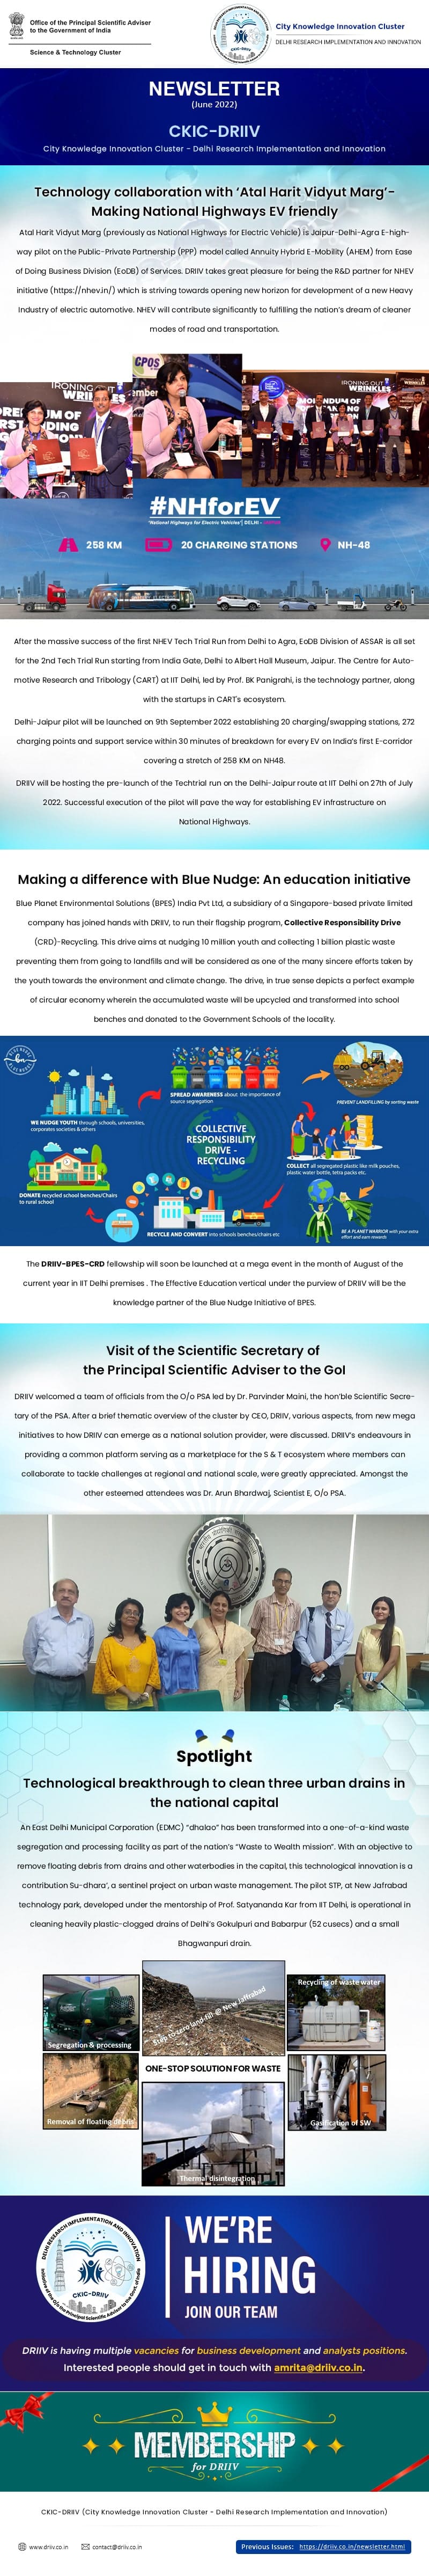 Office of the Principal Scientific Adviser
to the Government of India
Science & Technology Cluster
City Knowledge Innovation Cluster
DELHI RESEARCH IMPLEMENTATION AND INNOVATION
CKIC-DRIIV
NEWSLETTER
(June 2022)
CKIC-DRIIV
City Knowledge Innovation Cluster - Delhi Research Implementation and Innovation
Technology collaboration with 'Atal Harit Vidyut Marg'-
Making National Highways EV friendly
Atal Harit Vidyut Marg (previously as National Highways for Electric Vehicle) is Jaipur-Delhi-Agra E-high-
way pilot on the Public-Private Partnership (PPP) model called Annuity Hybrid E-Mobility (AHEM) from Ease
of Doing Business Division (EoDB) of Services. DRIIV takes great pleasure for being the R&D partner for NHEV
initiative (https://nhev.in/) which is striving towards opening new horizon for development of a new Heavy
Industry of electric automotive. NHEV will contribute significantly to fulfilling the nation's dream of cleaner
modes of road and transportation.
IRONING OUT
CPOS
IRONING OUT
WRINKLES
#NHforEV
'National Highways for Electric Vehicles' | DELHI -
258 KM
20 CHARGING STATIONS
NH-48
After the massive success of the first NHEV Tech Trial Run from Delhi to Agra, EoDB Division of ASSAR is all set
for the 2nd Tech Trial Run starting from India Gate, Delhi to Albert Hall Museum, Jaipur. The Centre for Auto-
motive Research and Tribology (CART) at IIT Delhi, led by Prof. BK Panigrahi, is the technology partner, along
with the startups in CART's ecosystem.
Delhi-Jaipur pilot will be launched on 9th September 2022 establishing 20 charging/swapping stations, 272
charging points and support service within 30 minutes of breakdown for every EV on India's first E-corridor
covering a stretch of 258 KM on NH48.
DRIIV will be hosting the pre-launch of the Techtrial run on the Delhi-Jaipur route at IIT Delhi on 27th of July
2022. Successful execution of the pilot will pave the way for establishing EV infrastructure on
National Highways.
Making a difference with Blue Nudge: An education initiative
Blue Planet Environmental Solutions (BPES) India Pvt Ltd, a subsidiary of a Singapore-based private limited
company has joined hands with DRIIV, to run their flagship program, Collective Responsibility Drive
(CRD)-Recycling. This drive aims at nudging 10 million youth and collecting 1 billion plastic waste
preventing them from going to landfills and will be considered as one of the many sincere efforts taken by
the youth towards the environment and climate change. The drive, in true sense depicts a perfect example
of circular economy wherein the accumulated waste will be upcycled and transformed into school
benches and donated to the Government Schools of the locality.
bn
WE NUDGE YOUTH through schools, universities,
corporates societies & others
SPREAD AWARENESS about the importance of
source segregation
PREVENT LANDFILLING by sorting waste
COLLECTIVE
RESPONSIBILITY
DRIVE -
RECYCLING
COLLECT all segregated plastic like milk pouches,
plastic water bottle, tetra packs etc.
DONATE recycled school benches/Chairs
to rural school
RECYCLE AND CONVERT into schools benches/chairs etc
BE A PLANET WARRIOR with your extra
effort and earn rewards
The DRIIV-BPES-CRD fellowship will soon be launched at a mega event in the month of August of the
current year in IIT Delhi premises . The Effective Education vertical under the purview of DRIIV will be the
knowledge partner of the Blue Nudge Initiative of BPES.
Visit of the Scientific Secretary of
the Principal Scientific Adviser to the GoI
DRIIV welcomed a team of officials from the O/o PSA led by Dr. Parvinder Maini, the hon'ble Scientific Secre-
tary of the PSA. After a brief thematic overview of the cluster by CEO, DRIIV, various aspects, from new mega
initiatives to how DRIIV can emerge as a national solution provider, were discussed. DRIIV's endeavours in
providing a common platform serving as a marketplace for the S & T ecosystem where members can
collaborate to tackle challenges at regional and national scale, were greatly appreciated. Amongst the
other esteemed attendees was Dr. Arun Bhardwaj, Scientist E, O/o PSA.
Spotlight
Technological breakthrough to clean three urban drains in
the national capital
An East Delhi Municipal Corporation (EDMC) "dhalao" has been transformed into a one-of-a-kind waste
segregation and processing facility as part of the nation's "Waste to Wealth mission". With an objective to
remove floating debris from drains and other waterbodies in the capital, this technological innovation is a
contribution Su-dhara', a sentinel project on urban waste management. The pilot STP, at New Jafrabad
technology park, developed under the mentorship of Prof. Satyananda Kar from IIT Delhi, is operational in
cleaning heavily plastic-clogged drains of Delhi's Gokulpuri and Babarpur (52 cusecs) and a small
Bhagwanpuri drain.
Segregation & processing
Step to zero land-fill @ New Jaffrabad
Recycling of waste water
ONE-STOP SOLUTION FOR WASTE
Removal of floating debris
Thermal disintegration
Gasification of SW
DELHI RESEARCH IMPLEMENTATION AND INNOVATION
CKIC-DRIIV
WE'RE
HIRING
JOIN OUR TEAM
DRIIV is having multiple vacancies for business development and analysts positions.
Interested people should get in touch with amrita@driiv.co.in.
MEMBERSHIP
for DRIIV
CKIC-DRIIV (City Knowledge Innovation Cluster - Delhi Research Implementation and Innovation)
www.driiv.co.in
contact@driiv.co.in
Previous Issues: https://driiv.co.in/newsletter.html